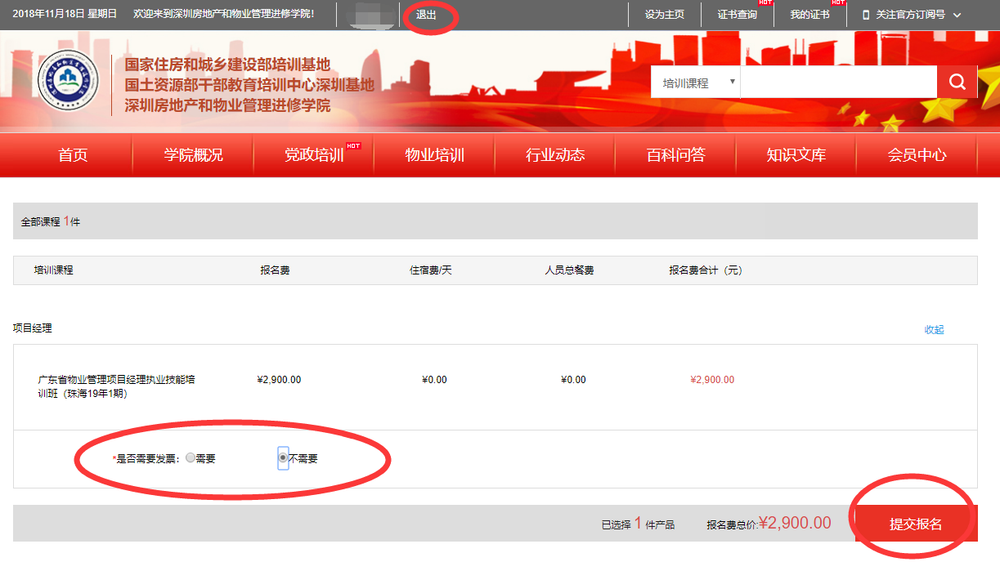 2018年11月18日 星期日 欢迎来到深圳房地产和物业管理进修学院! 退出 设为主页 证书查询 HOT 我的证书 HOT 关注官方订阅号
国家住房和城乡建设部培训基地
国土资源部干部教育培训中心深圳基地
深圳房地产和物业管理进修学院
培训课程
首页 学院概况 党政培训 HOT 物业培训 行业动态 百科问答 知识文库 会员中心
全部课程 1件
培训课程 报名费 住宿费/天 人员总餐费 报名费合计（元）
项目经理 收起
广东省物业管理项目经理执业技能培 ¥2,900.00 ¥0.00 ¥0.00 ¥2,900.00
训班（珠海19年1期）
*是否需要发票： 需要 不需要
已选择 1 件产品 报名费总价:¥2,900.00 提交报名